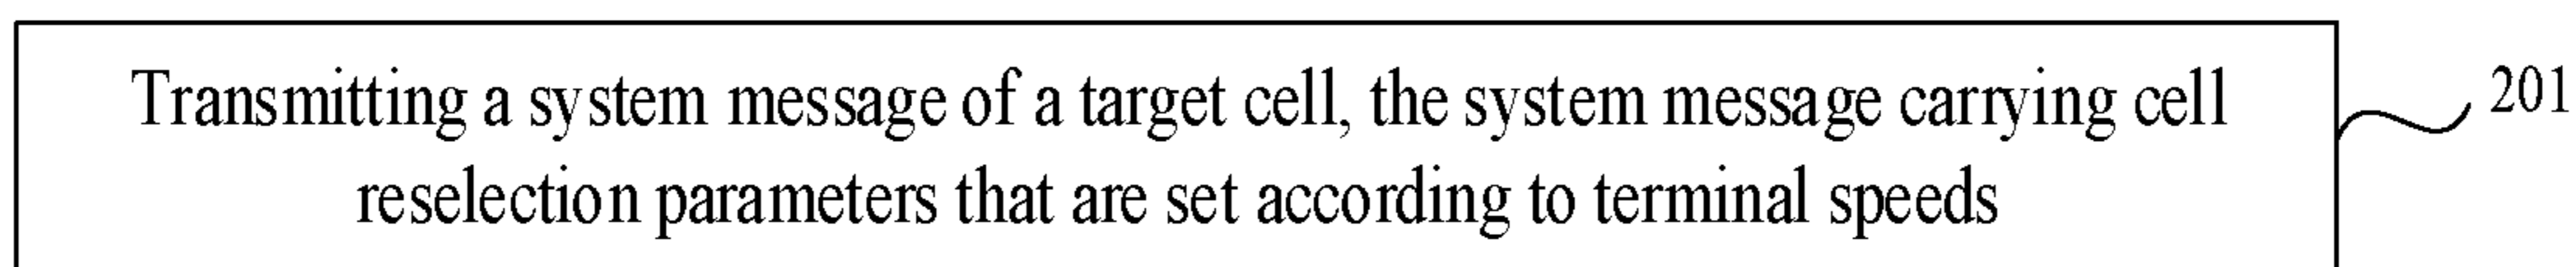 Transmitting a system message of a target cell, the system message carrying cell
reselection parameters that are set according to terminal speeds
201